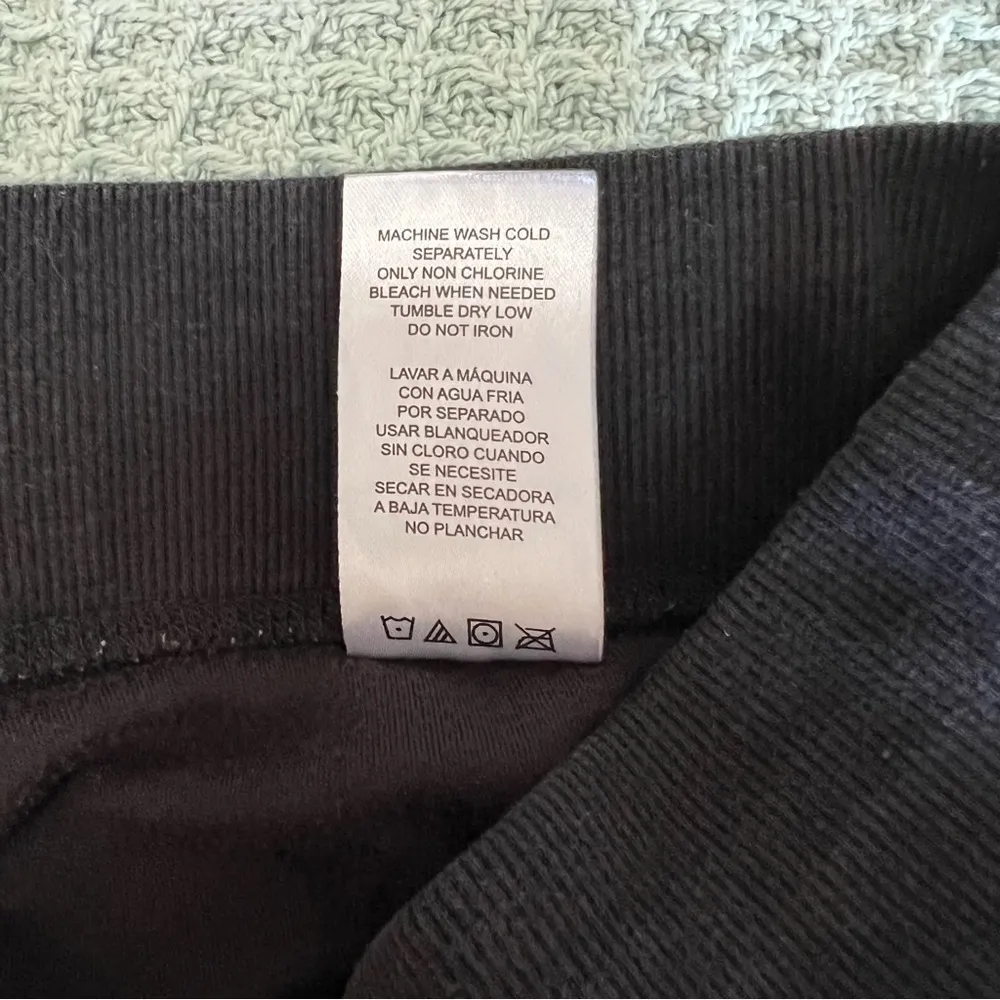 MACHINE WASH COLD
SEPARATELY
ONLY NON CHLORINE
BLEACH WHEN NEEDED
TUMBLE DRY LOW
DO NOT IRON
LAVAR A MÁQUINA
CON AGUA FRIA
POR SEPARADO
USAR BLANQUEADOR
SIN CLORO CUANDO
SE NECESITE
SECAR EN SECADORA
A BAJA TEMPERATURA
NO PLANCHAR